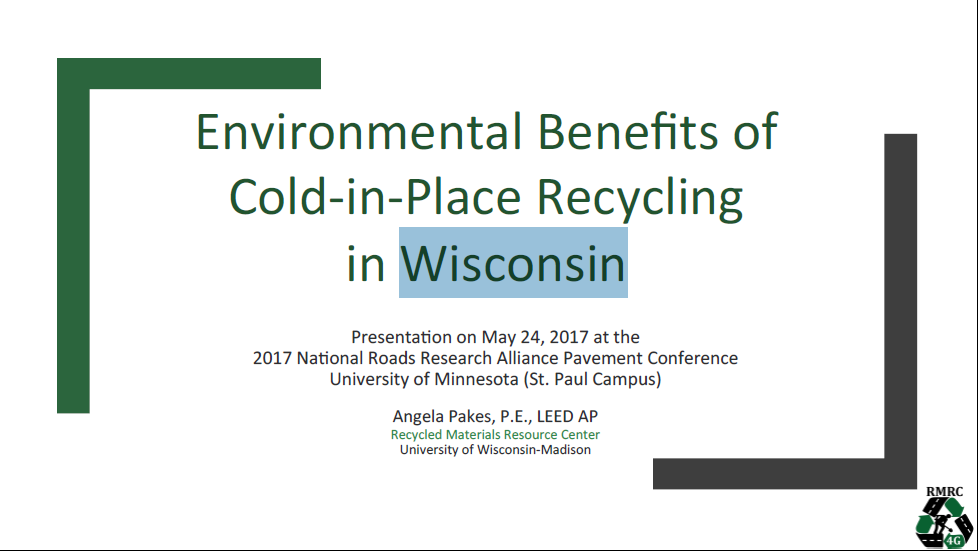 Environmental Benefits of
Cold-in-Place Recycling
in Wisconsin
Presentation on May 24, 2017 at the
2017 National Roads Research Alliance Pavement Conference
University of Minnesota (St. Paul Campus)
Angela Pakes, P.E., LEED AP
Recycled Materials Resource Center
University of Wisconsin-Madison
RMRC
4G